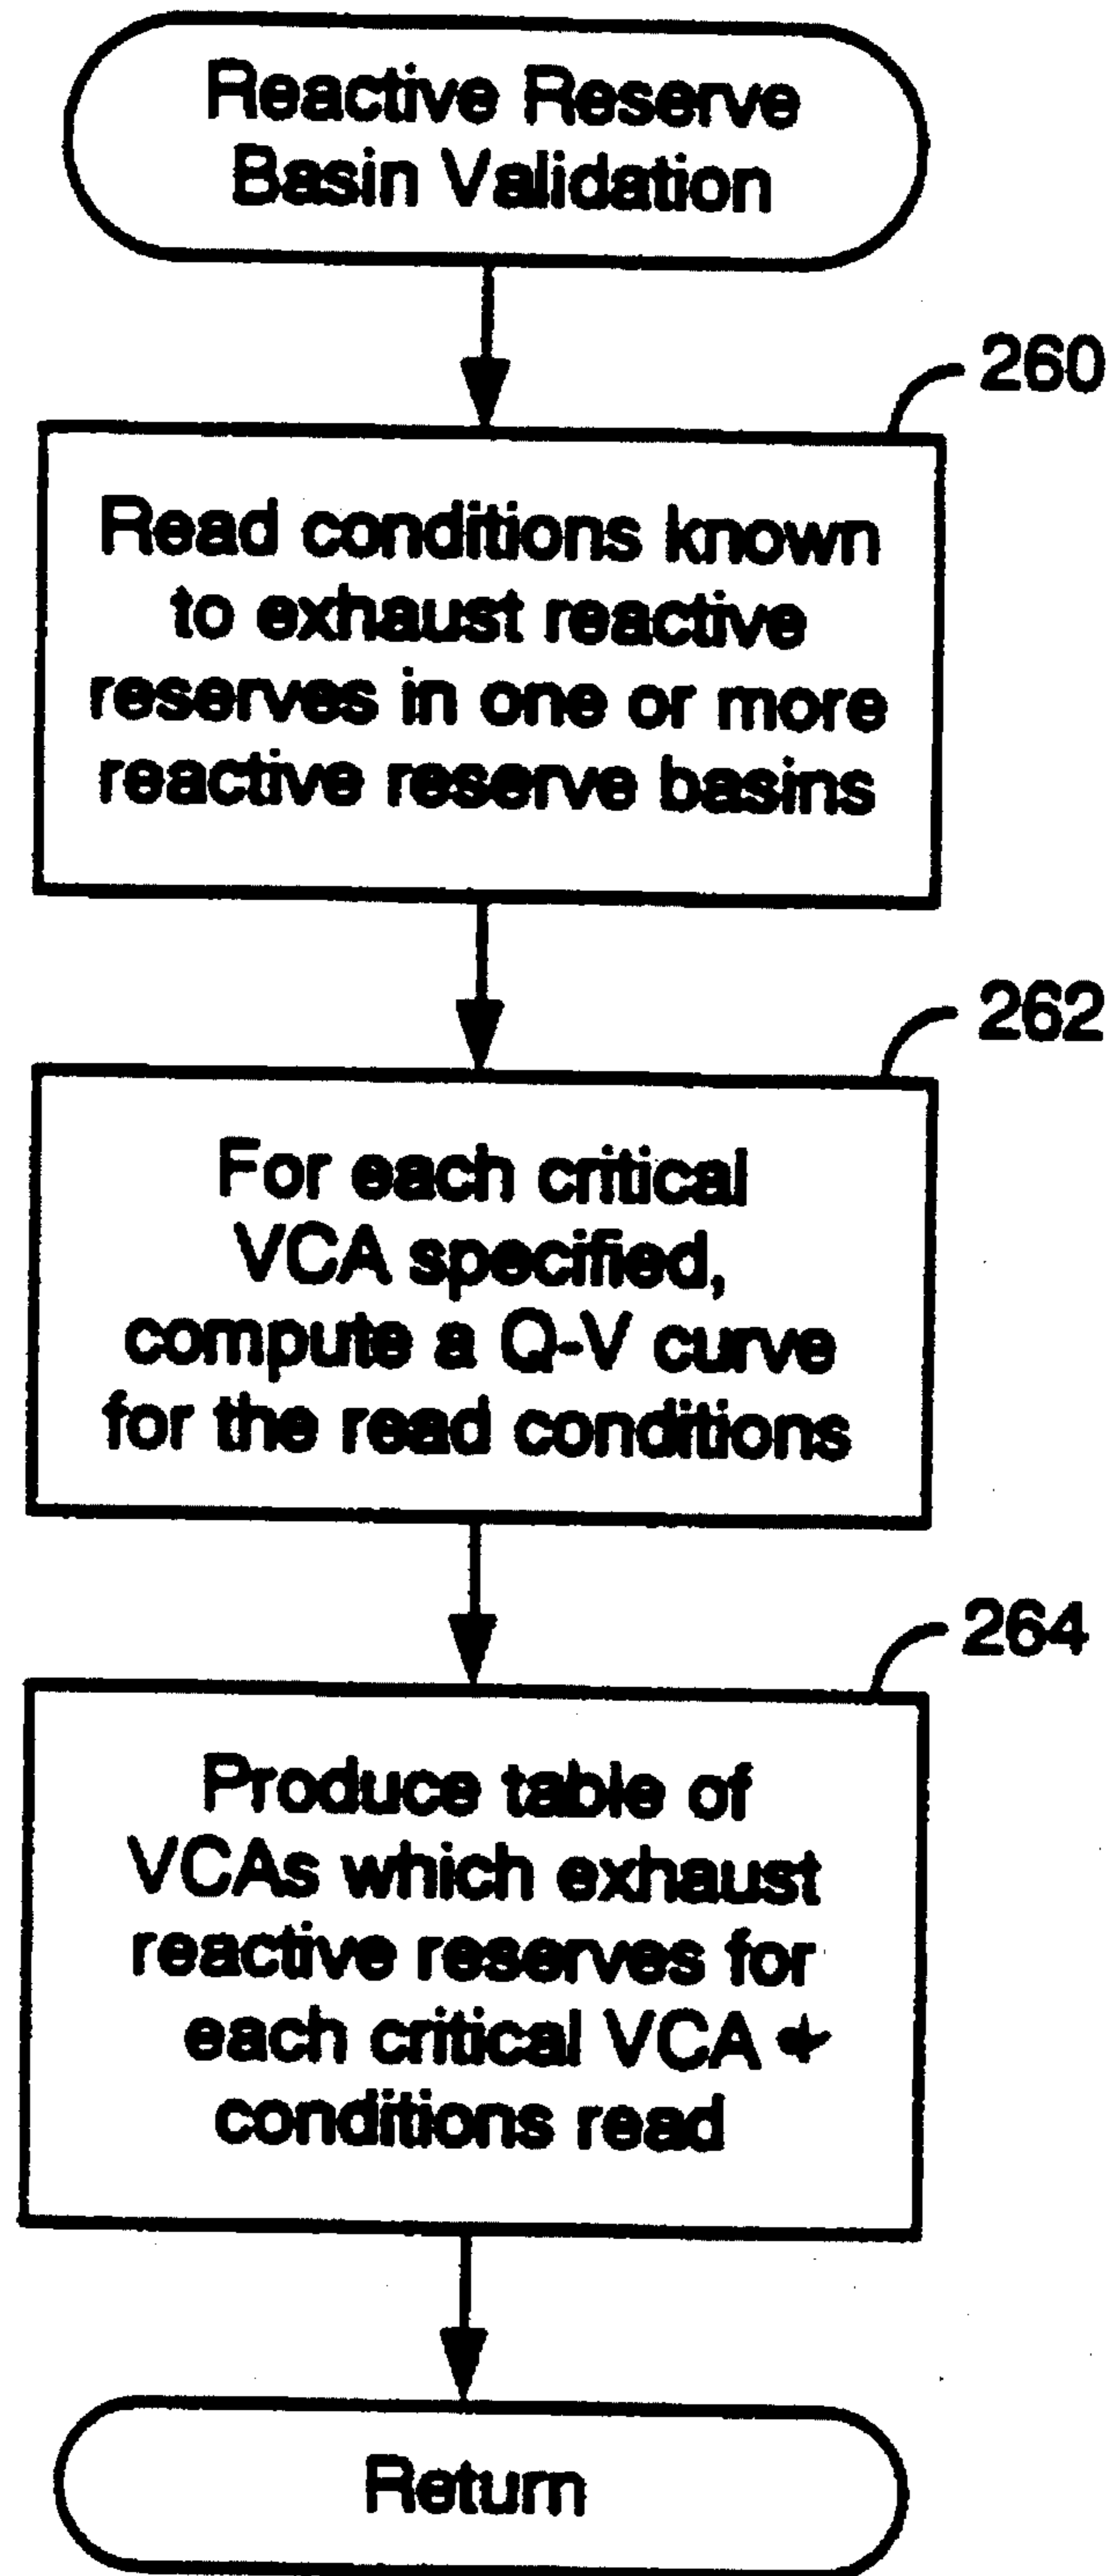 Reactive Reserve
Basin Validation
260
Read conditions known
to exhaust reactive
reserves in one or more
reactive reserve basins
262
For each critical
VCA specified,
compute a Q-V curve
for the read conditions
264
Produce table of
VCAs which exhaust
reactive reserves for
each critical VCA +
conditions read
Return